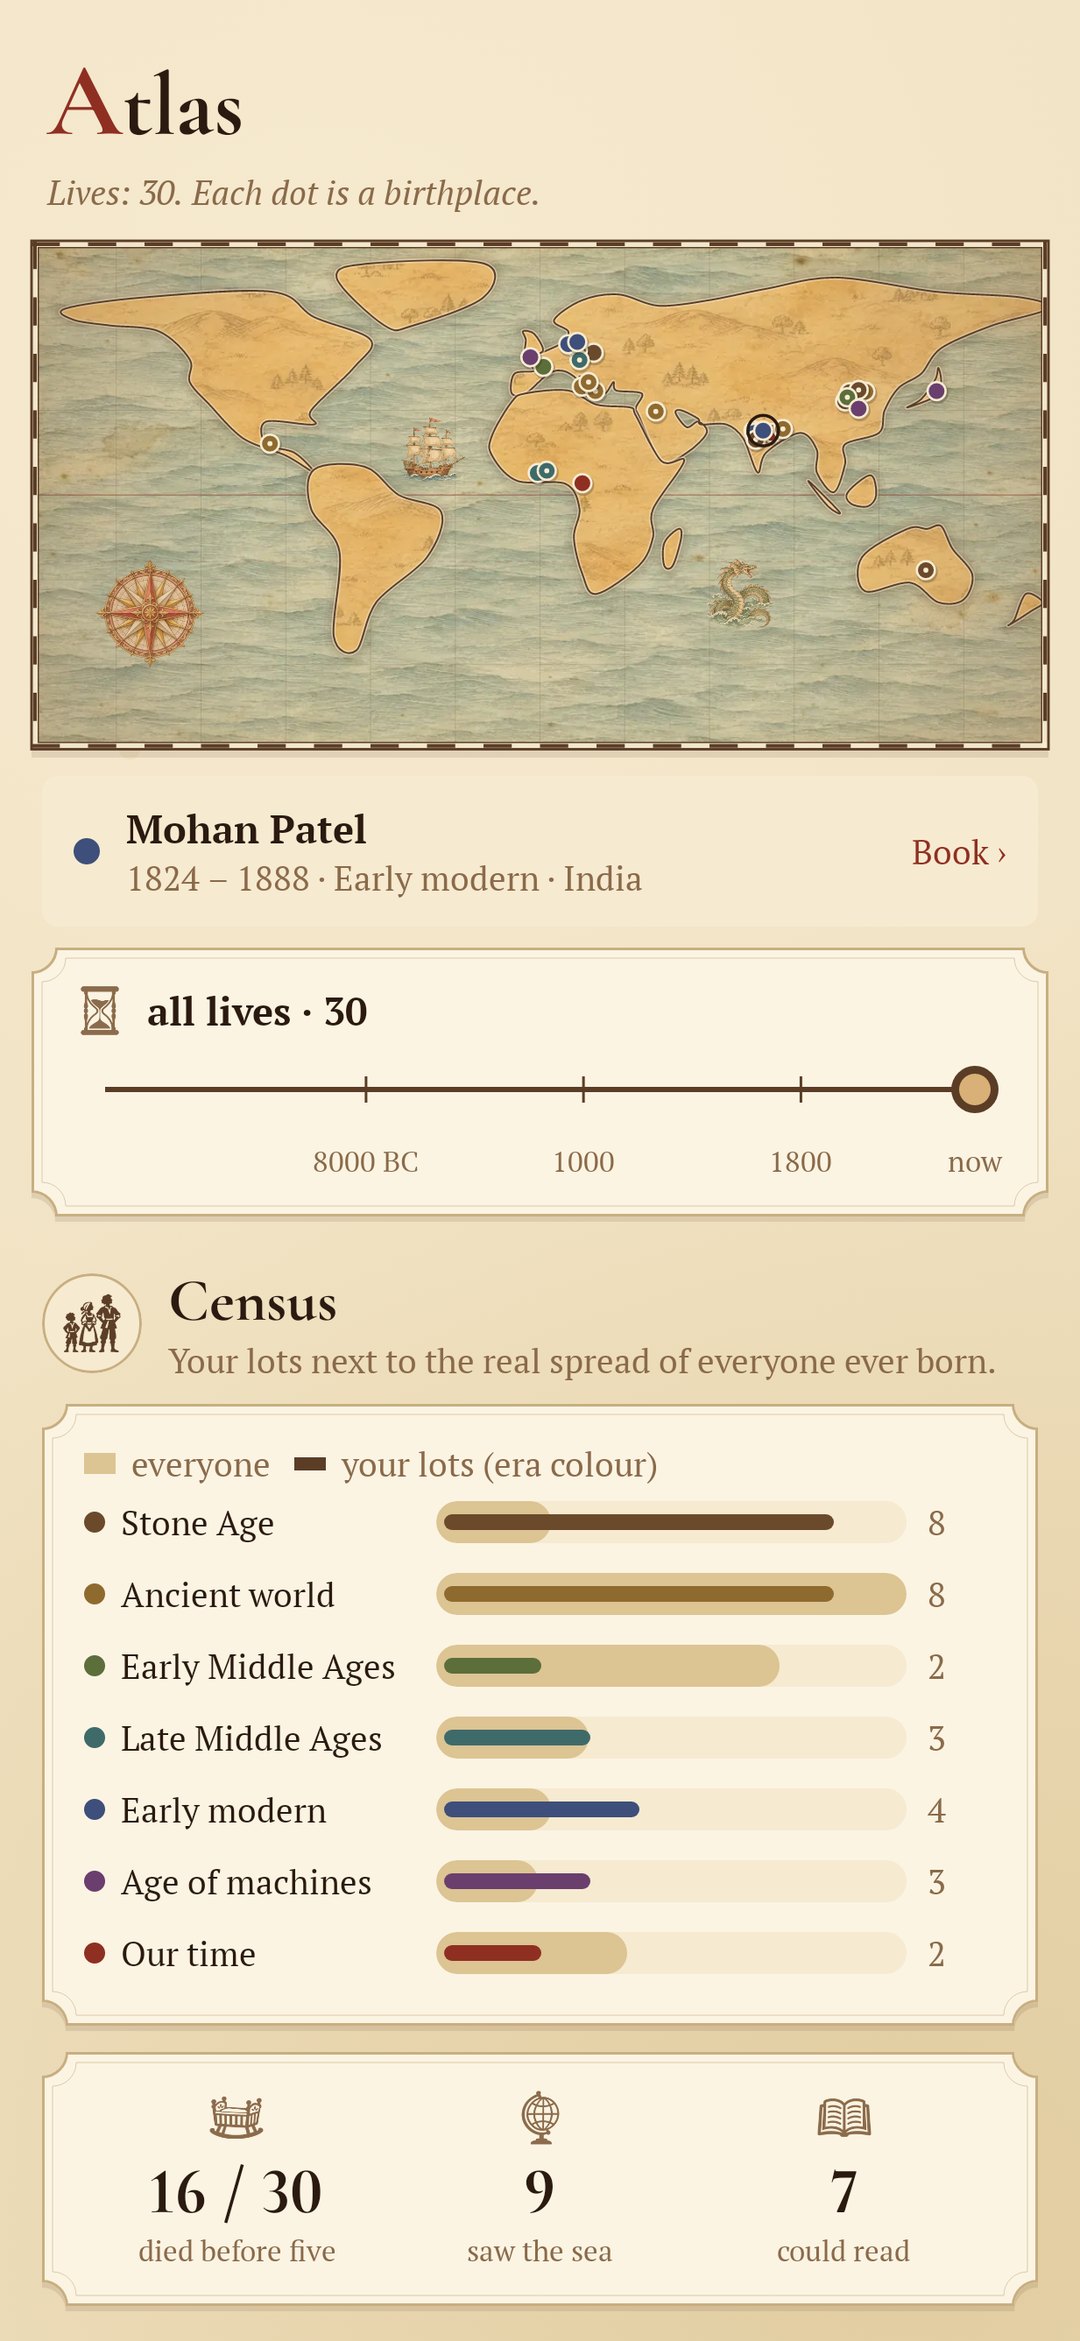 Atlas
Lives: 30. Each dot is a birthplace.
Mohan Patel
1824 – 1888 · Early modern · India
Book ›
all lives · 30
8000 BC 1000 1800 now
Census
Your lots next to the real spread of everyone ever born.
everyone your lots (era colour)
Stone Age 8
Ancient world 8
Early Middle Ages 2
Late Middle Ages 3
Early modern 4
Age of machines 3
Our time 2
16 / 30 9 7
died before five saw the sea could read